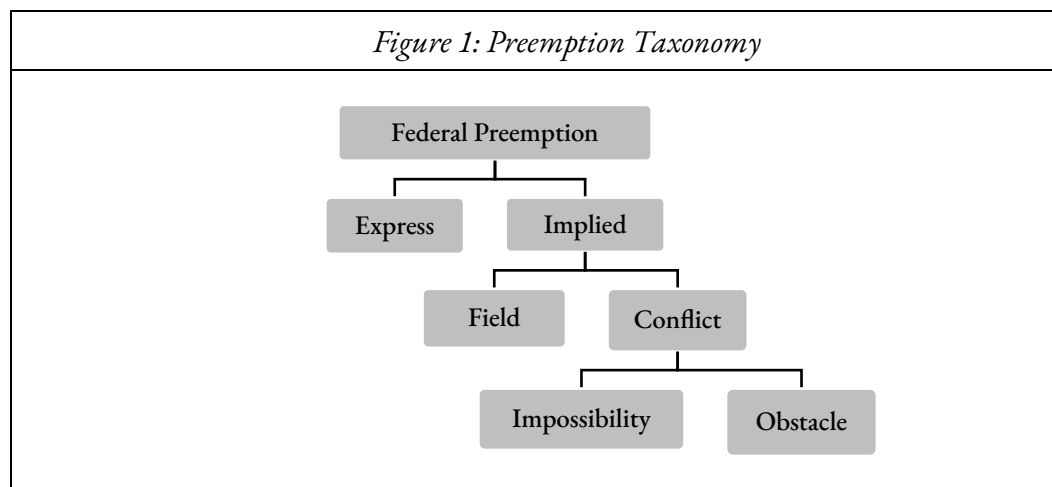 Figure 1: Preemption Taxonomy
Federal Preemption
Express
Implied
Field
Conflict
Impossibility
Obstacle